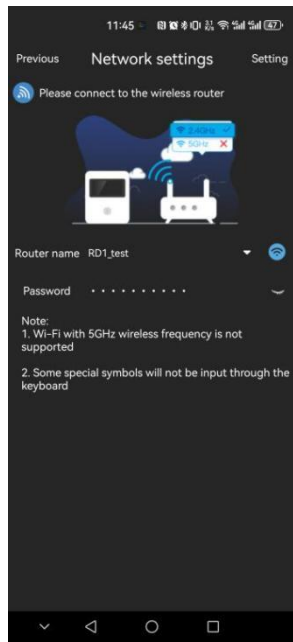 11:45
47
Previous Network settings Setting
Please connect to the wireless router
2.4GHz
5GHz
Router name RD1_test
Password ··········
Note:
1. Wi-Fi with 5GHz wireless frequency is not
supported
2. Some special symbols will not be input through the
keyboard